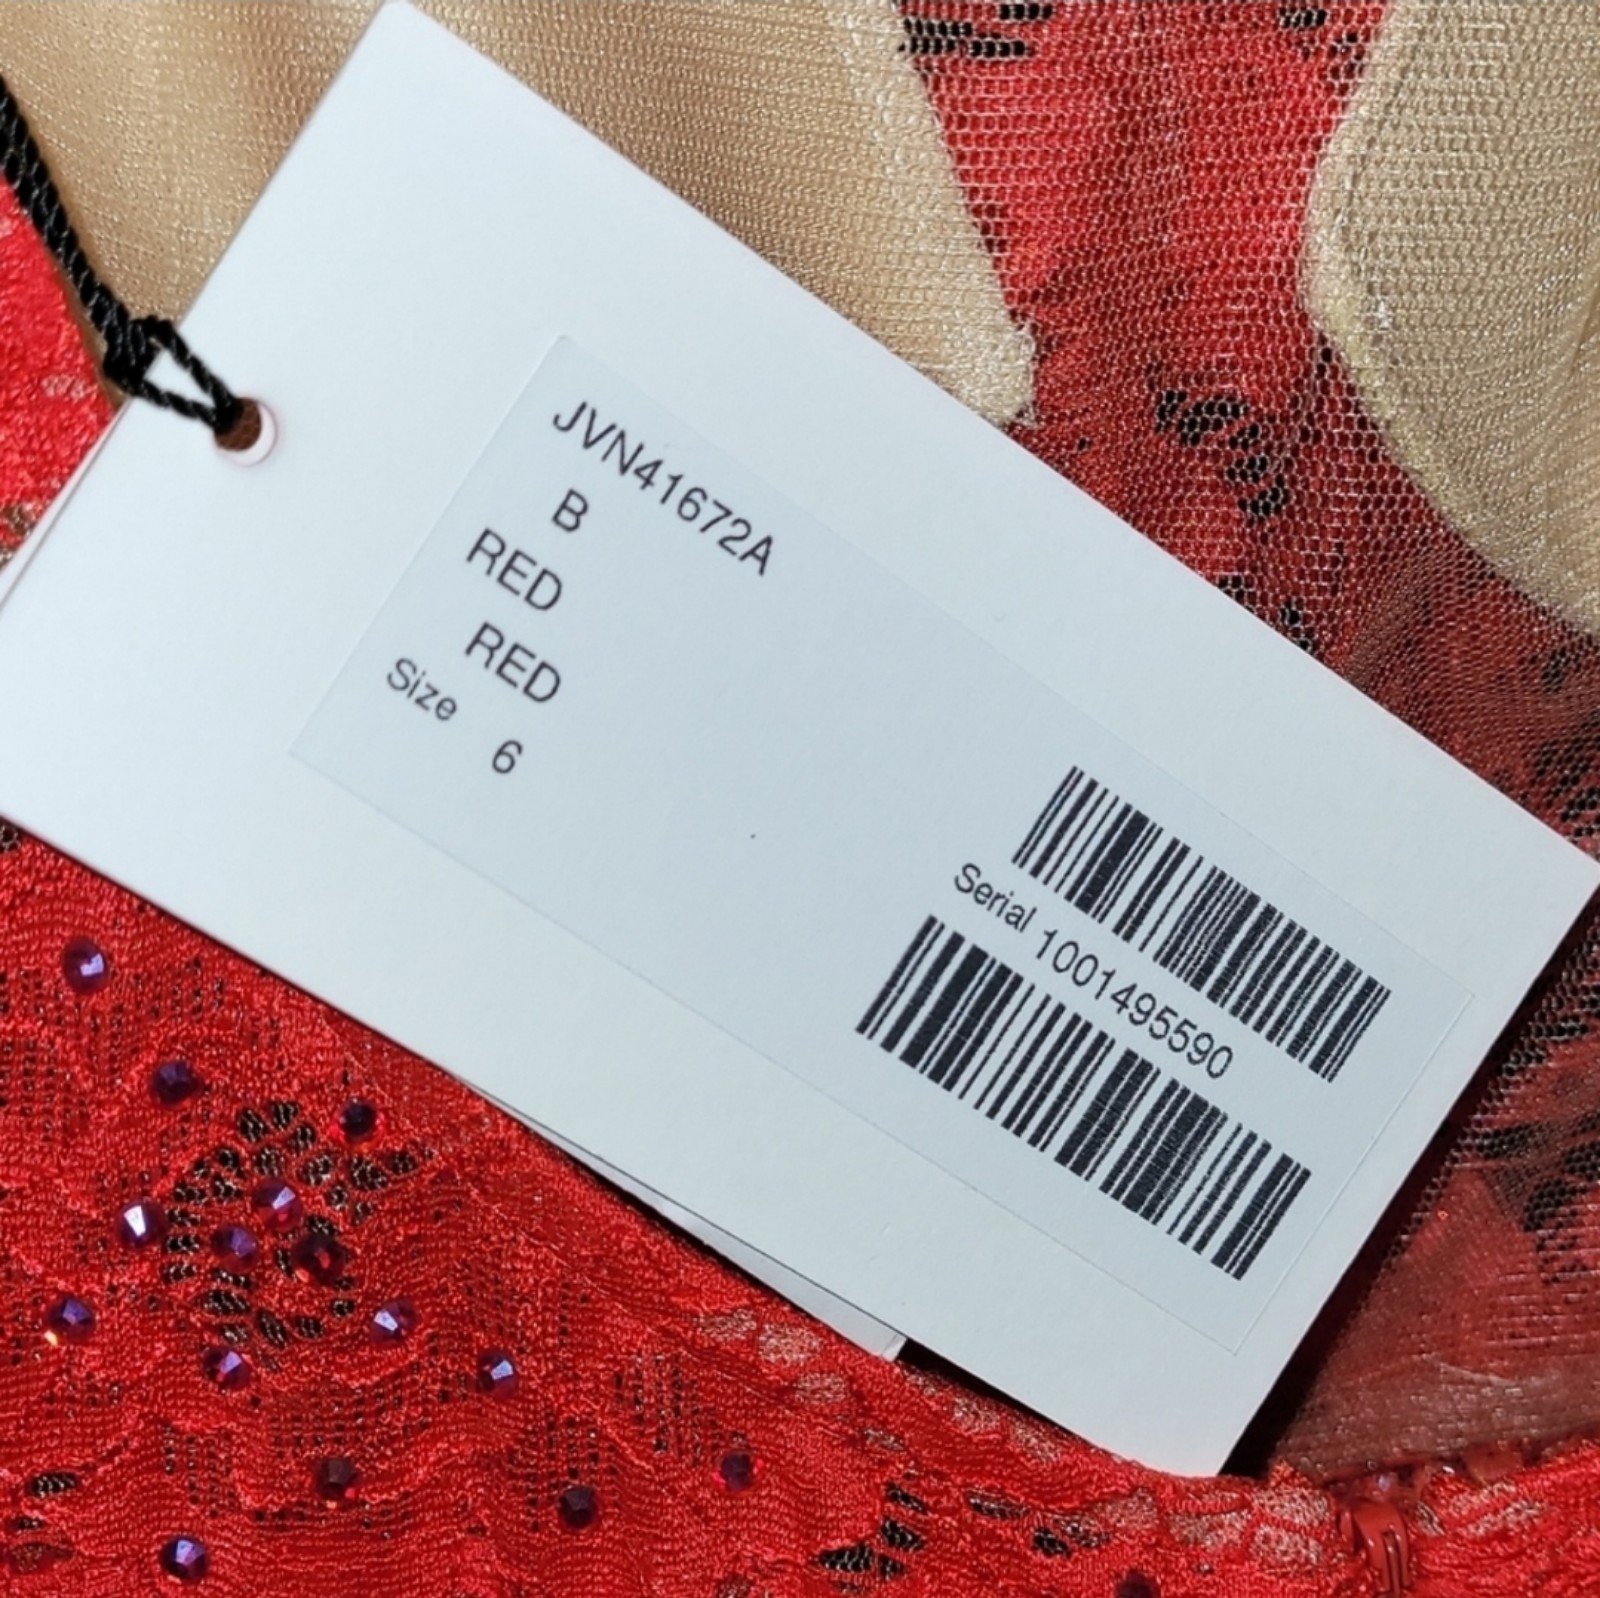 JVN41672A
B
RED
RED
Size 6
Serial 1001495590